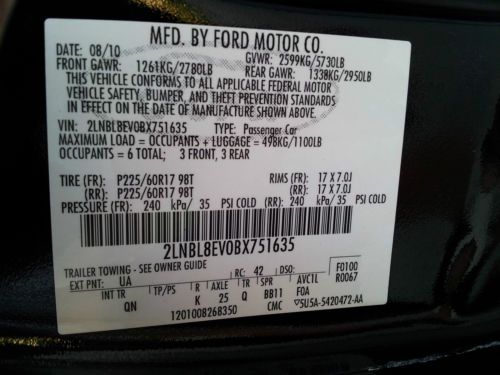 MFD. BY FORD MOTOR CO.
DATE: 08/10 GVWR: 2599KG/5730LB
FRONT GAWR: 1261KG/2780LB REAR GAWR: 1338KG/2950LB
THIS VEHICLE CONFORMS TO ALL APPLICABLE FEDERAL MOTOR
VEHICLE SAFETY, BUMPER, AND THEFT PREVENTION STANDARDS
IN EFFECT ON THE DATE OF MANUFACTURE SHOWN ABOVE.
VIN: 2LNBL8EV0BX751635 TYPE: Passenger Car
MAXIMUM LOAD = OCCUPANTS + LUGGAGE = 498KG/1100LB
OCCUPANTS = 6 TOTAL; 3 FRONT, 3 REAR
TIRE (FR): P225/60R17 98T RIMS (FR): 17 X 7.0J
(RR): P225/60R17 98T (RR): 17 X 7.0J
PRESSURE (FR): 240 kPa/ 35 PSI COLD (RR): 240 kPa/ 35 PSI COLD
2LNBL8EV0BX751635
TRAILER TOWING - SEE OWNER GUIDE RC: 42 DSO: F0100
EXT PNT: UA R0067
INT TR TP/PS R AXLE TR SPR AVC1L
QN K 25 Q BB11 F0A
1201008268350 CMC 5U5A-5420472-AA